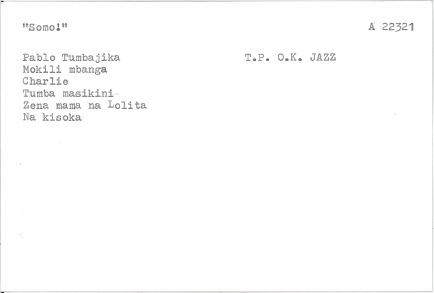 "Somo!" A 22321
Pablo Tumbajika T.P. O.K. JAZZ
Mokili mbanga
Charlie
Tumba masikini
Zena mama na Lolita
Na kisoka